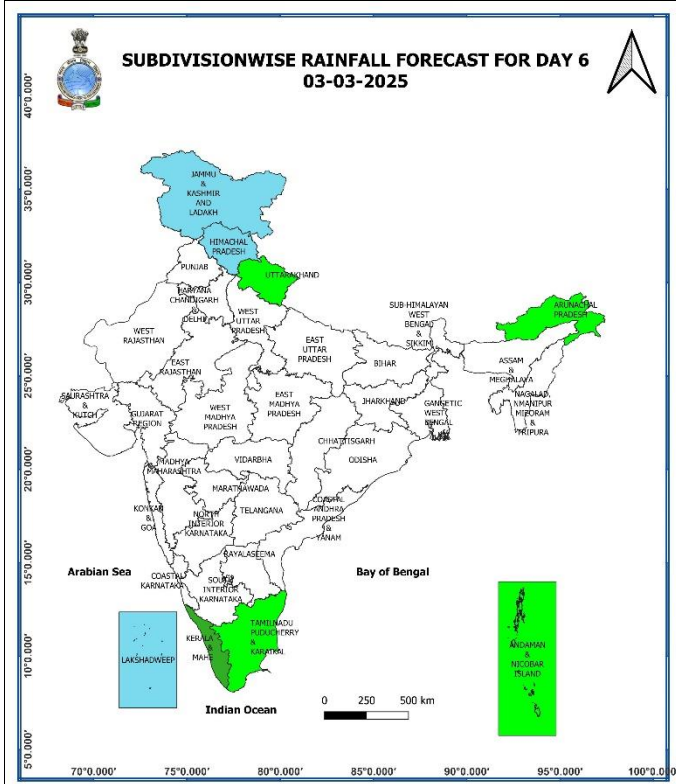 SUBDIVISIONWISE RAINFALL FORECAST FOR DAY 6
03-03-2025
JAMMU
&
KASHMIR
AND
LADAKH
HIMACHAL
PRADESH
PUNJAB
UTTARAKHAND
HARYANA
CHANDIGARH
&
DELHI
WEST
UTTAR
PRADESH
ARUNACHAL
PRADESH
SUB-HIMALAYAN
WEST
BENGAL
&
SIKKIM
WEST
RAJASTHAN
EAST
RAJASTHAN
EAST
UTTAR
PRADESH
BIHAR
ASSAM
&
MEGHALAYA
NAGALAD,
MNANIPUR
MIZORAM
&
TRIPURA
SAURASHTRA
&
KUTCH
GUJARAT
REGION
WEST
MADHYA
PRADESH
EAST
MADHYA
PRADESH
JHARKHAND
GANGETIC
WEST
BENGAL
CHHATTISGARH
ODISHA
MADHYA
MAHARASHTRA
VIDARBHA
MARATHAWADA
KONKAN
&
GOA
NORTH
INTERIOR
KARNATAKA
TELANGANA
COASTAL
ANDHRA
PRADESH
&
YANAM
RAYALASEEMA
Arabian Sea
Bay of Bengal
COASTAL
KARNATAKA
SOUTH
INTERIOR
KARNATAKA
LAKSHADWEEP
KERALA
&
MAHE
TAMILNADU
PUDUCHERRY
&
KARAIKAL
ANDAMAN
&
NICOBAR
ISLAND
Indian Ocean
0 250 500 km
40°0.000'
35°0.000'
30°0.000'
25°0.000'
20°0.000'
15°0.000'
10°0.000'
5°0.000'
70°0.000' 75°0.000' 80°0.000' 85°0.000' 90°0.000' 95°0.000' 100°0.000'